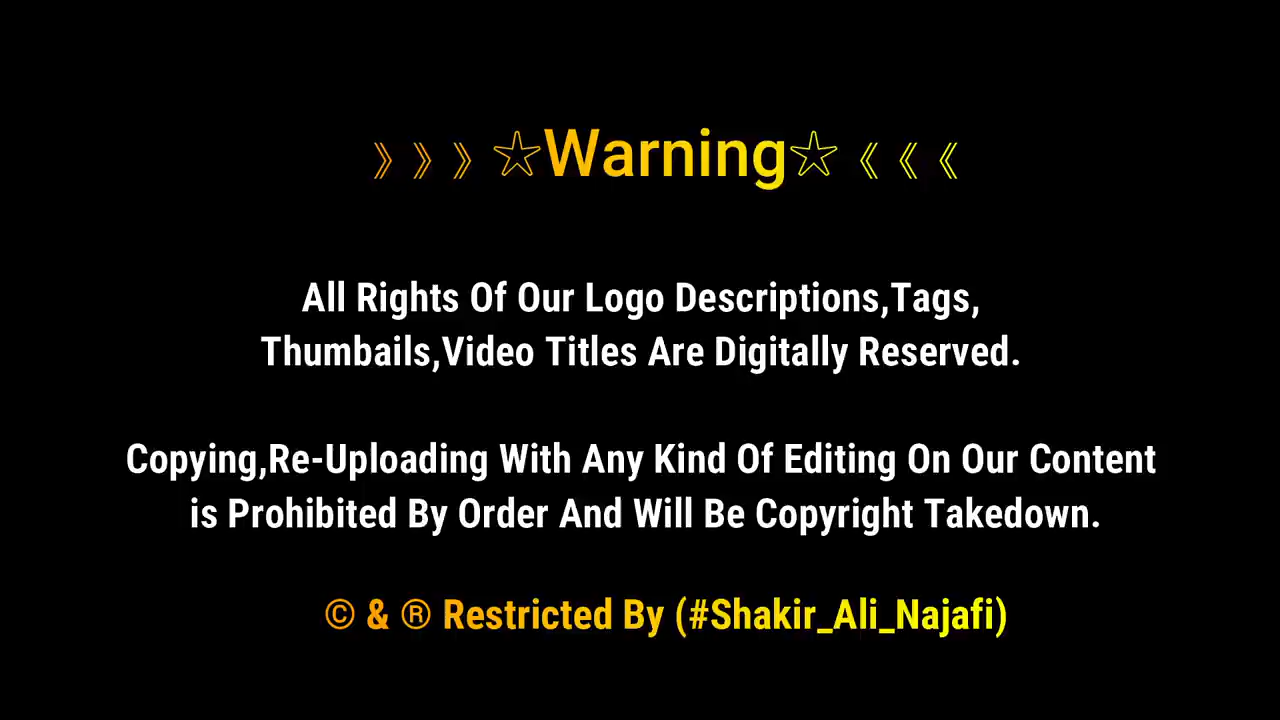 》》》☆Warning☆《《《
All Rights Of Our Logo Descriptions,Tags,
Thumbails,Video Titles Are Digitally Reserved.
Copying,Re-Uploading With Any Kind Of Editing On Our Content
is Prohibited By Order And Will Be Copyright Takedown.
© & ® Restricted By (#Shakir_Ali_Najafi)